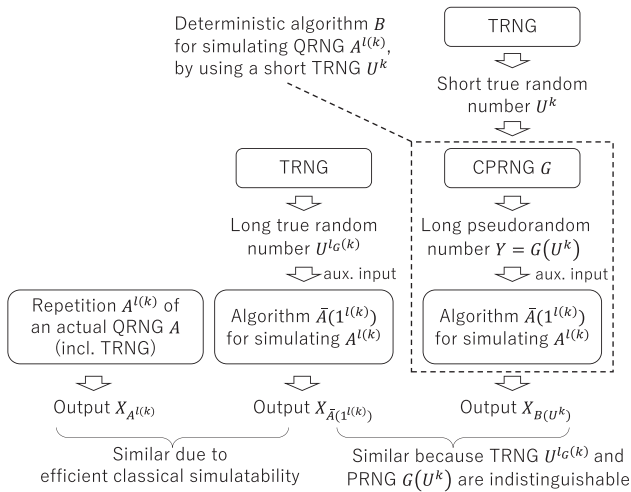 Deterministic algorithm B
for simulating QRNG A^{l(k)},
by using a short TRNG U^k
TRNG
Short true random
number U^k
TRNG
Long true random
number U^{l_G(k)}
aux. input
CPRNG G
Long pseudorandom
number Y = G(U^k)
aux. input
Repetition A^{l(k)} of
an actual QRNG A
(incl. TRNG)
Algorithm Ā(1^{l(k)})
for simulating A^{l(k)}
Algorithm Ā(1^{l(k)})
for simulating A^{l(k)}
Output X_{A^{l(k)}}
Output X_{Ā(1^{l(k)})}
Output X_{B(U^k)}
Similar due to
efficient classical simulatability
Similar because TRNG U^{l_G(k)} and
PRNG G(U^k) are indistinguishable